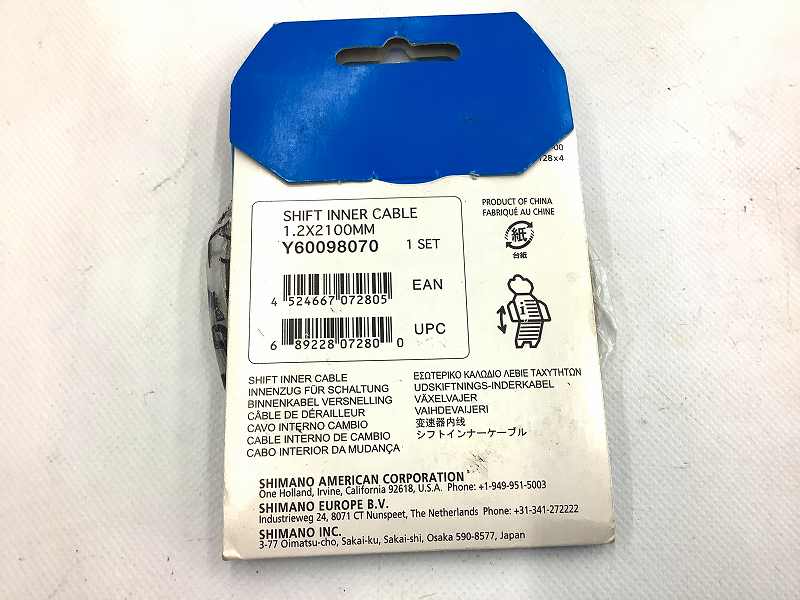 -00
128x4
SHIFT INNER CABLE
1.2X2100MM
Y60098070 1 SET
4 524667 072805 EAN
6 89228 07280 0 UPC
PRODUCT OF CHINA
FABRIQUÉ AU CHINE
紙
台紙
i
SHIFT INNER CABLE
INNENZUG FÜR SCHALTUNG
BINNENKABEL VERSNELLING
CÂBLE DE DÉRAILLEUR
CAVO INTERNO CAMBIO
CABLE INTERNO DE CAMBIO
CABO INTERIOR DA MUDANÇA
ΕΣΩΤΕΡΙΚΟ ΚΑΛΩΔΙΟ ΛΕΒΙΕ ΤΑΧΥΤΗΤΩΝ
UDSKIFTNINGS-INDERKABEL
VÄXELVAJER
VAIHDEVAIJERI
変速器内线
シフトインナーケーブル
SHIMANO AMERICAN CORPORATION
One Holland, Irvine, California 92618, U.S.A. Phone: +1-949-951-5003
SHIMANO EUROPE B.V.
Industrieweg 24, 8071 CT Nunspeet, The Netherlands Phone: +31-341-272222
SHIMANO INC.
3-77 Oimatsu-cho, Sakai-ku, Sakai-shi, Osaka 590-8577, Japan